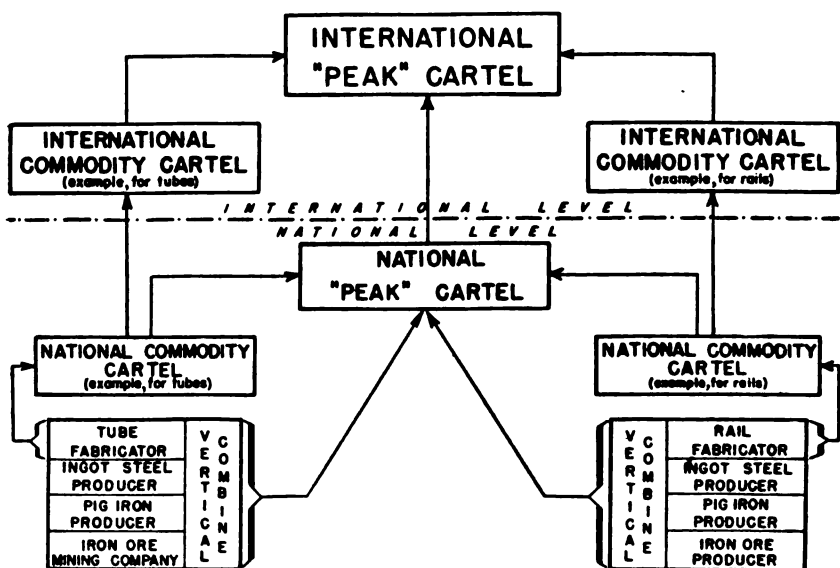 INTERNATIONAL
"PEAK" CARTEL
INTERNATIONAL
COMMODITY CARTEL
(example, for tubes)
INTERNATIONAL
COMMODITY CARTEL
(example, for rails)
INTERNATIONAL LEVEL
NATIONAL LEVEL
NATIONAL
"PEAK" CARTEL
NATIONAL COMMODITY
CARTEL
(example, for tubes)
NATIONAL COMMODITY
CARTEL
(example, for rails)
TUBE
FABRICATOR
INGOT STEEL
PRODUCER
PIG IRON
PRODUCER
IRON ORE
MINING COMPANY
VERTICAL
COMBINE
VERTICAL
COMBINE
RAIL
FABRICATOR
INGOT STEEL
PRODUCER
PIG IRON
PRODUCER
IRON ORE
PRODUCER